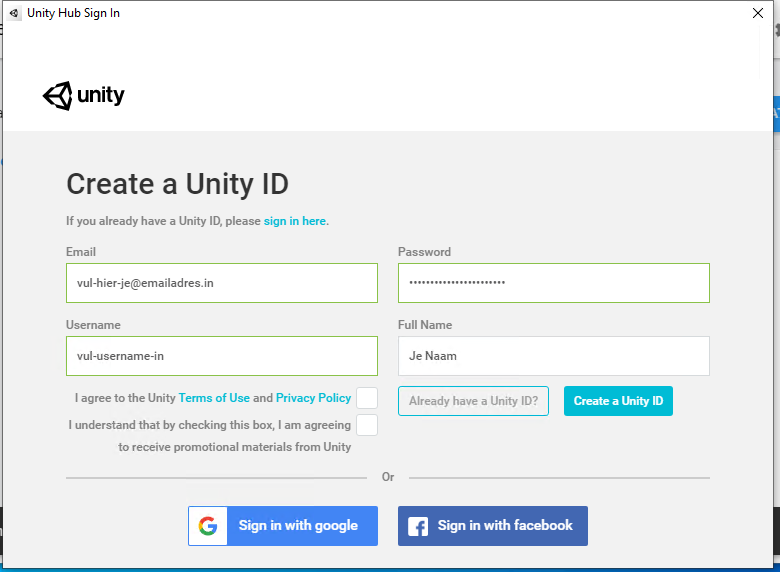 Unity Hub Sign In
unity
Create a Unity ID
If you already have a Unity ID, please sign in here.
Email
Password
vul-hier-je@emailadres.in
•••••••••••••••••••••••
Username
Full Name
vul-username-in
Je Naam
I agree to the Unity Terms of Use and Privacy Policy
Already have a Unity ID?
Create a Unity ID
I understand that by checking this box, I am agreeing
to receive promotional materials from Unity
Or
Sign in with google
Sign in with facebook